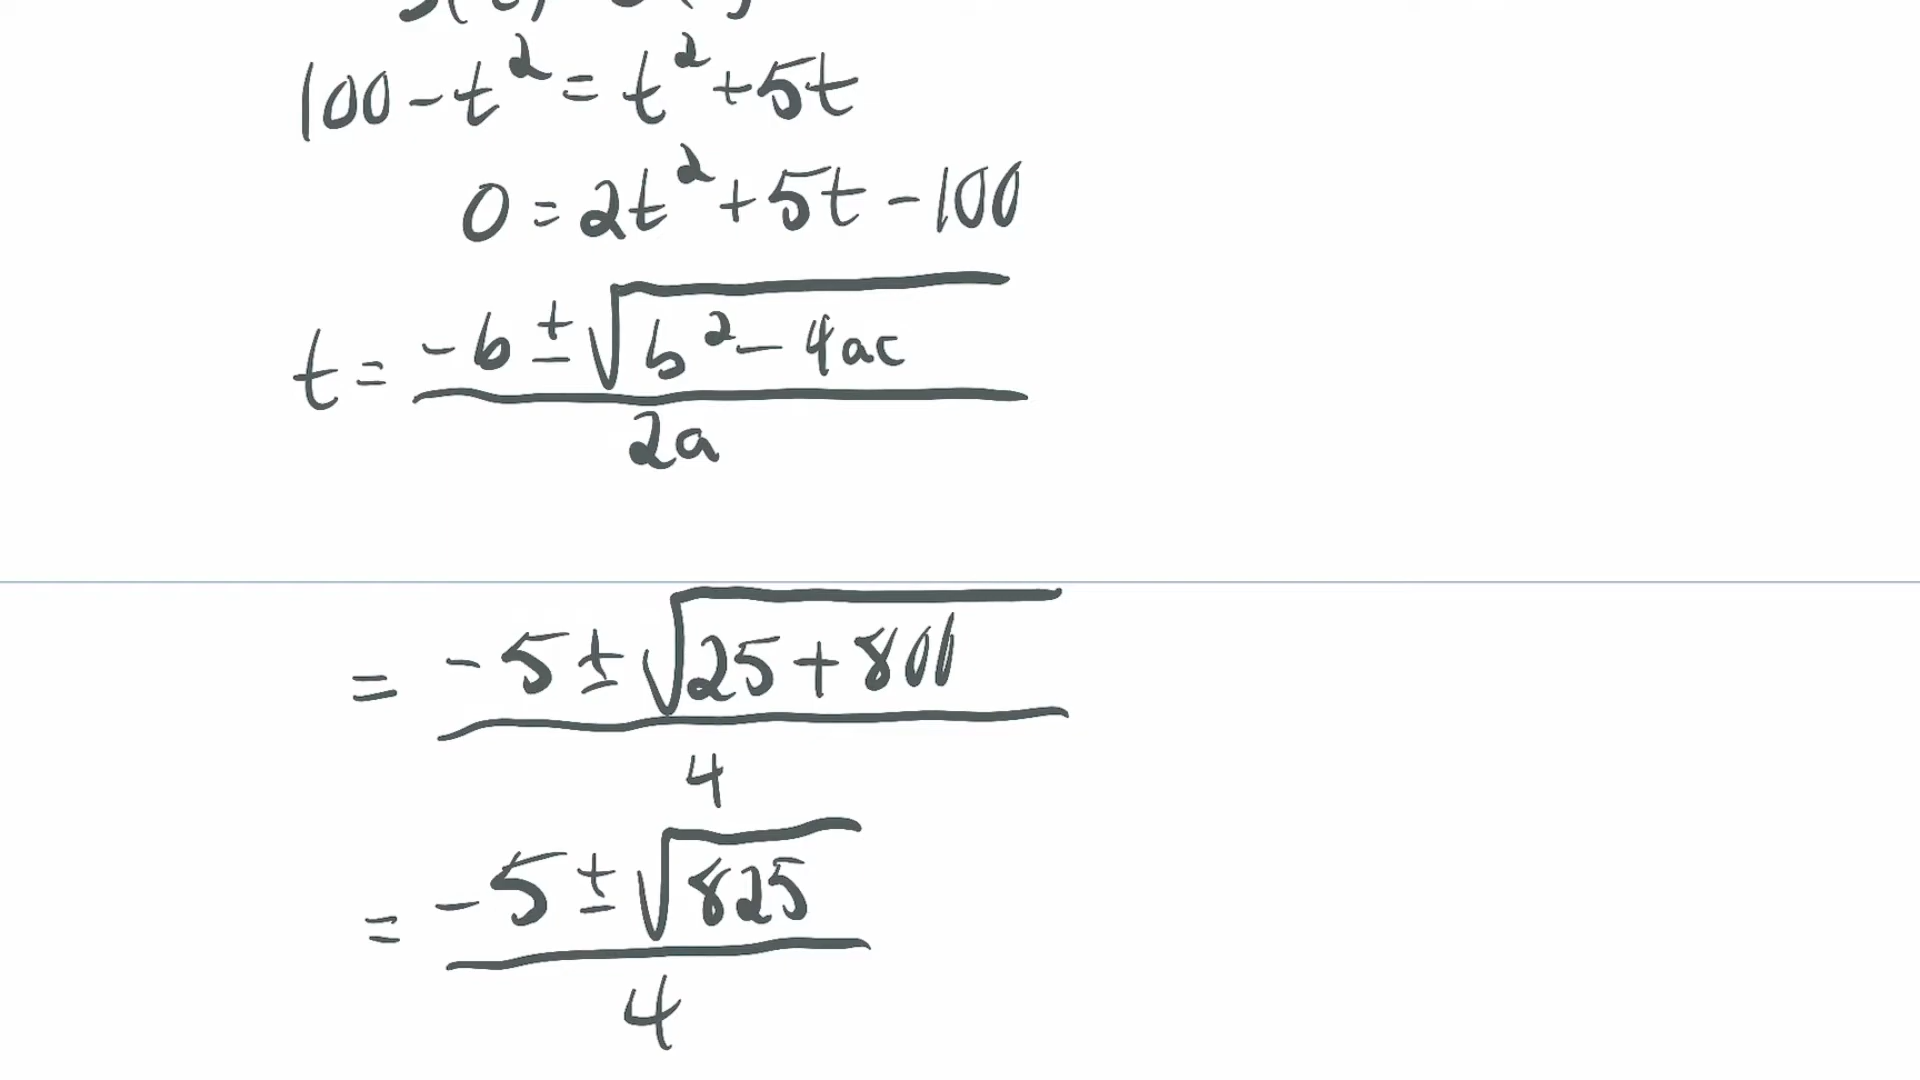 100 - t² = t² + 5t
0 = 2t² + 5t - 100
t = (-b ± √(b² - 4ac)) / 2a
= (-5 ± √(25 + 800)) / 4
= (-5 ± √825) / 4